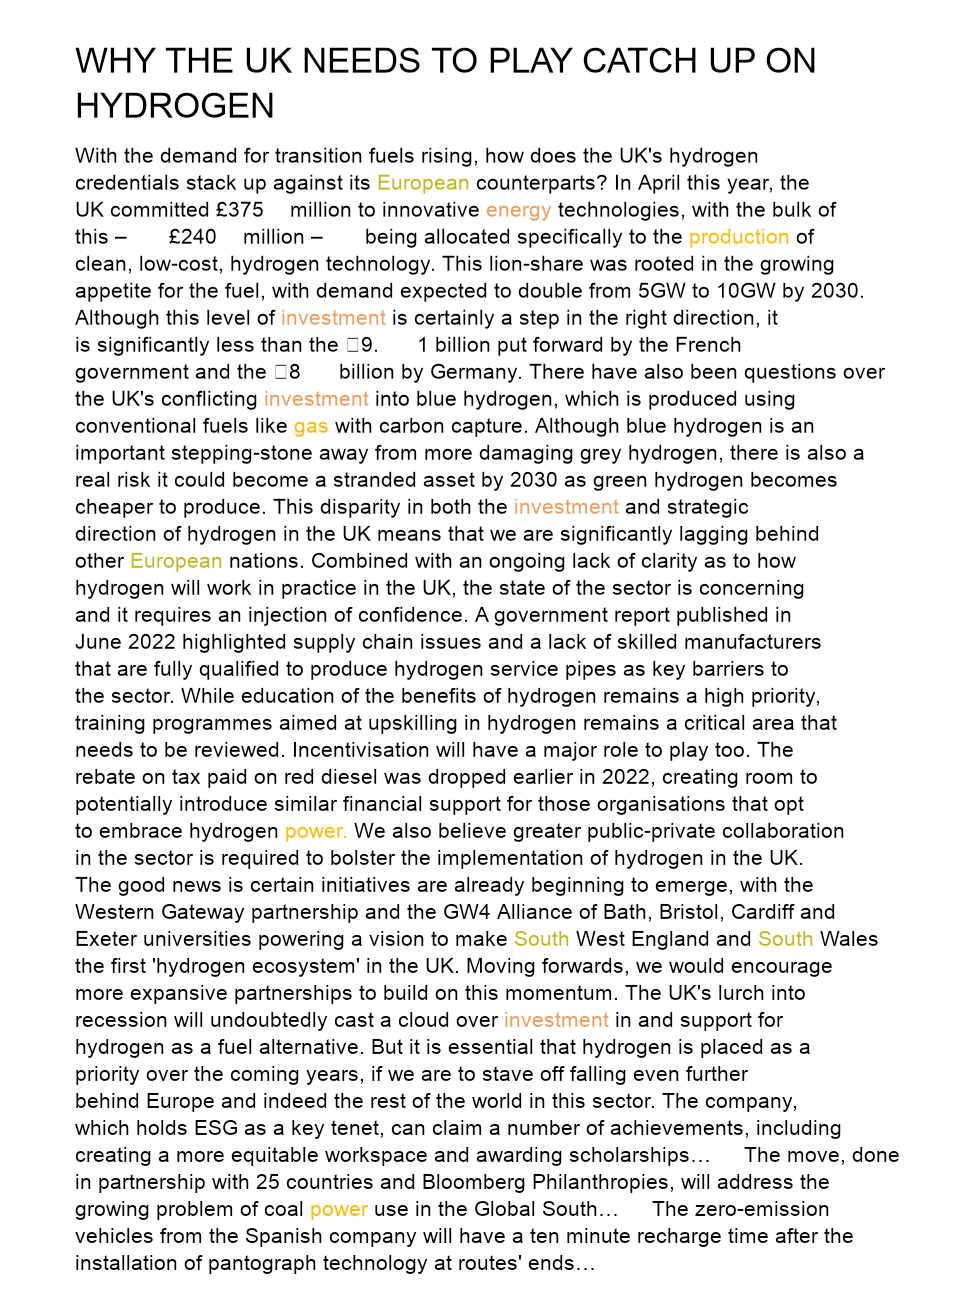 WHY THE UK NEEDS TO PLAY CATCH UP ON
HYDROGEN
With the demand for transition fuels rising, how does the UK's hydrogen
credentials stack up against its European counterparts? In April this year, the
UK committed £375 million to innovative energy technologies, with the bulk of
this – £240 million – being allocated specifically to the production of
clean, low-cost, hydrogen technology. This lion-share was rooted in the growing
appetite for the fuel, with demand expected to double from 5GW to 10GW by 2030.
Although this level of investment is certainly a step in the right direction, it
is significantly less than the □9. 1 billion put forward by the French
government and the □8 billion by Germany. There have also been questions over
the UK's conflicting investment into blue hydrogen, which is produced using
conventional fuels like gas with carbon capture. Although blue hydrogen is an
important stepping-stone away from more damaging grey hydrogen, there is also a
real risk it could become a stranded asset by 2030 as green hydrogen becomes
cheaper to produce. This disparity in both the investment and strategic
direction of hydrogen in the UK means that we are significantly lagging behind
other European nations. Combined with an ongoing lack of clarity as to how
hydrogen will work in practice in the UK, the state of the sector is concerning
and it requires an injection of confidence. A government report published in
June 2022 highlighted supply chain issues and a lack of skilled manufacturers
that are fully qualified to produce hydrogen service pipes as key barriers to
the sector. While education of the benefits of hydrogen remains a high priority,
training programmes aimed at upskilling in hydrogen remains a critical area that
needs to be reviewed. Incentivisation will have a major role to play too. The
rebate on tax paid on red diesel was dropped earlier in 2022, creating room to
potentially introduce similar financial support for those organisations that opt
to embrace hydrogen power. We also believe greater public-private collaboration
in the sector is required to bolster the implementation of hydrogen in the UK.
The good news is certain initiatives are already beginning to emerge, with the
Western Gateway partnership and the GW4 Alliance of Bath, Bristol, Cardiff and
Exeter universities powering a vision to make South West England and South Wales
the first 'hydrogen ecosystem' in the UK. Moving forwards, we would encourage
more expansive partnerships to build on this momentum. The UK's lurch into
recession will undoubtedly cast a cloud over investment in and support for
hydrogen as a fuel alternative. But it is essential that hydrogen is placed as a
priority over the coming years, if we are to stave off falling even further
behind Europe and indeed the rest of the world in this sector. The company,
which holds ESG as a key tenet, can claim a number of achievements, including
creating a more equitable workspace and awarding scholarships… The move, done
in partnership with 25 countries and Bloomberg Philanthropies, will address the
growing problem of coal power use in the Global South… The zero-emission
vehicles from the Spanish company will have a ten minute recharge time after the
installation of pantograph technology at routes' ends…